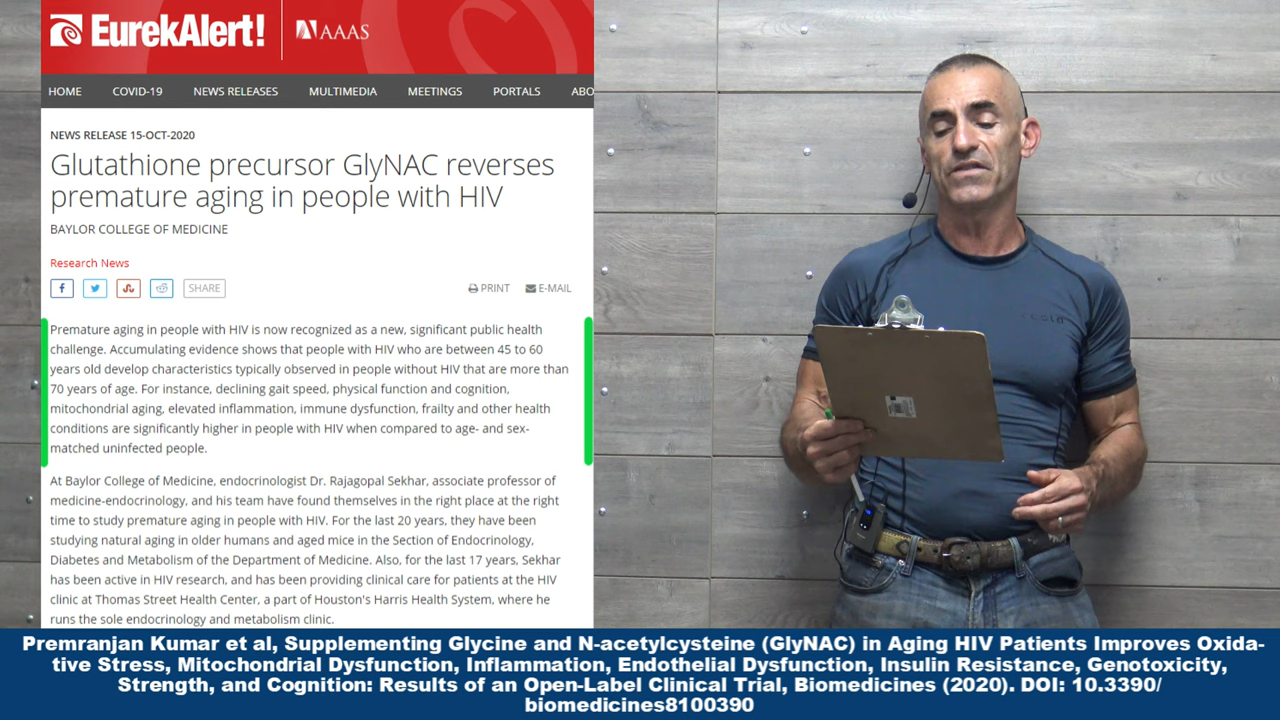 EurekAlert!
AAAS
HOME COVID-19 NEWS RELEASES MULTIMEDIA MEETINGS PORTALS ABO
NEWS RELEASE 15-OCT-2020
Glutathione precursor GlyNAC reverses
premature aging in people with HIV
BAYLOR COLLEGE OF MEDICINE
Research News
SHARE PRINT E-MAIL
Premature aging in people with HIV is now recognized as a new, significant public health
challenge. Accumulating evidence shows that people with HIV who are between 45 to 60
years old develop characteristics typically observed in people without HIV that are more than
70 years of age. For instance, declining gait speed, physical function and cognition,
mitochondrial aging, elevated inflammation, immune dysfunction, frailty and other health
conditions are significantly higher in people with HIV when compared to age- and sex-
matched uninfected people.
At Baylor College of Medicine, endocrinologist Dr. Rajagopal Sekhar, associate professor of
medicine-endocrinology, and his team have found themselves in the right place at the right
time to study premature aging in people with HIV. For the last 20 years, they have been
studying natural aging in older humans and aged mice in the Section of Endocrinology,
Diabetes and Metabolism of the Department of Medicine. Also, for the last 17 years, Sekhar
has been active in HIV research, and has been providing clinical care for patients at the HIV
clinic at Thomas Street Health Center, a part of Houston's Harris Health System, where he
runs the sole endocrinology and metabolism clinic.
Premranjan Kumar et al, Supplementing Glycine and N-acetylcysteine (GlyNAC) in Aging HIV Patients Improves Oxida-
tive Stress, Mitochondrial Dysfunction, Inflammation, Endothelial Dysfunction, Insulin Resistance, Genotoxicity,
Strength, and Cognition: Results of an Open-Label Clinical Trial, Biomedicines (2020). DOI: 10.3390/
biomedicines8100390